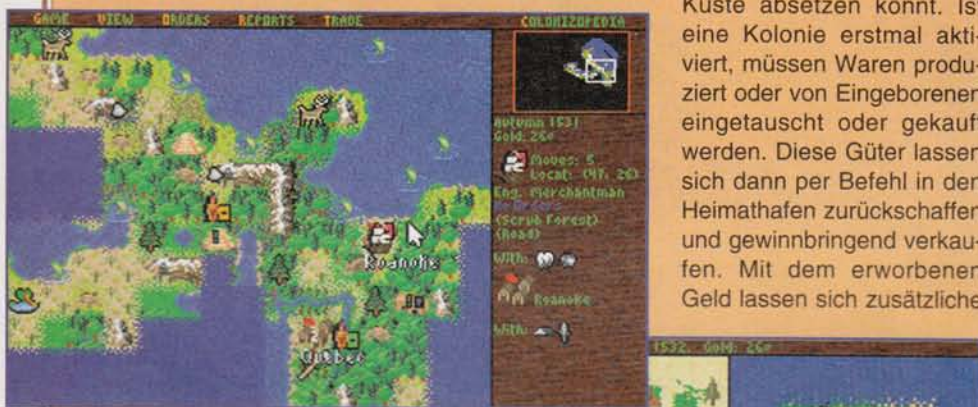 GAME VIEW ORDERS REPORTS TRADE COLONIZOPEDIA
Autumn 1531
Gold: 26
Moves: 5
Locat: (47, 26)
Eng. Merchantman
(Scrub Forest)
(Road)
With:
Roanoke
With:
Roanoke
Quebec
Küste absetzen könnt. Is
eine Kolonie erstmal akti-
viert, müssen Waren produ-
ziert oder von Eingeborenen
eingetauscht oder gekauft
werden. Diese Güter lassen
sich dann per Befehl in den
Heimathafen zurückschaffen
und gewinnbringend verkau-
fen. Mit dem erworbenen
Geld lassen sich zusätzliche
1532. Gold: 26